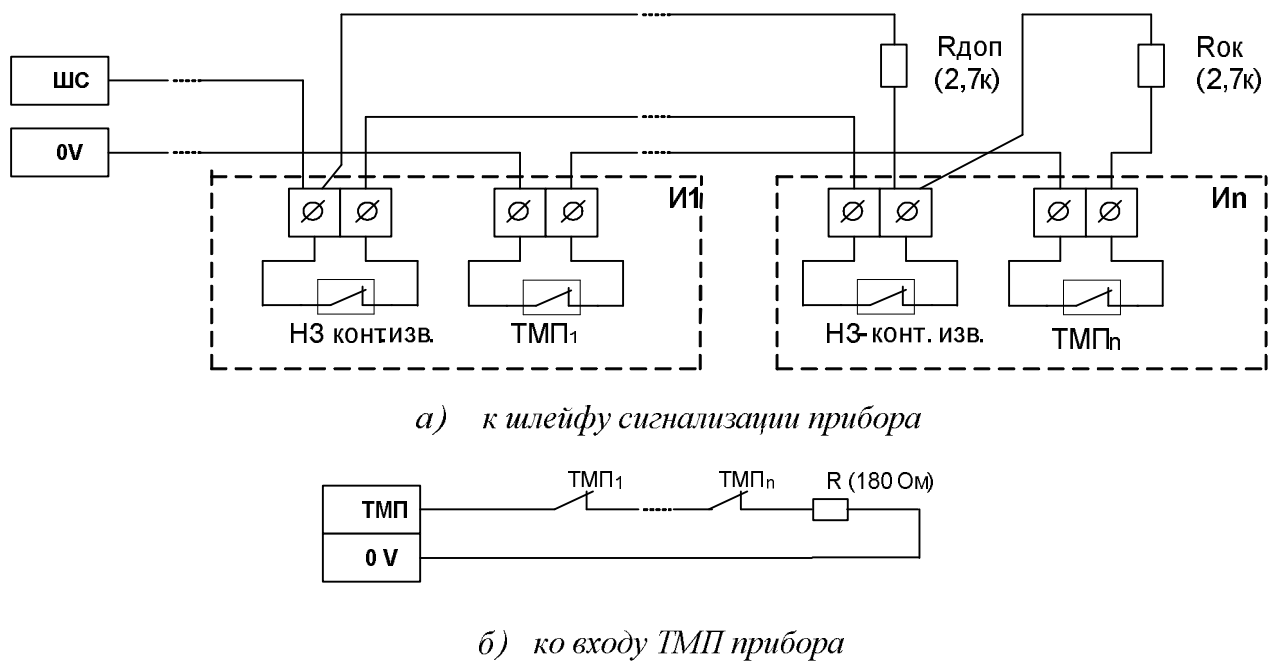 ШС
0V
Rдоп
(2,7к)
Rок
(2,7к)
И1
Иn
НЗ конт.изв.
ТМП1
НЗ- конт. изв.
ТМПn
а) к шлейфу сигнализации прибора
ТМП1
ТМПn
R (180 Ом)
ТМП
0 V
б) ко входу ТМП прибора